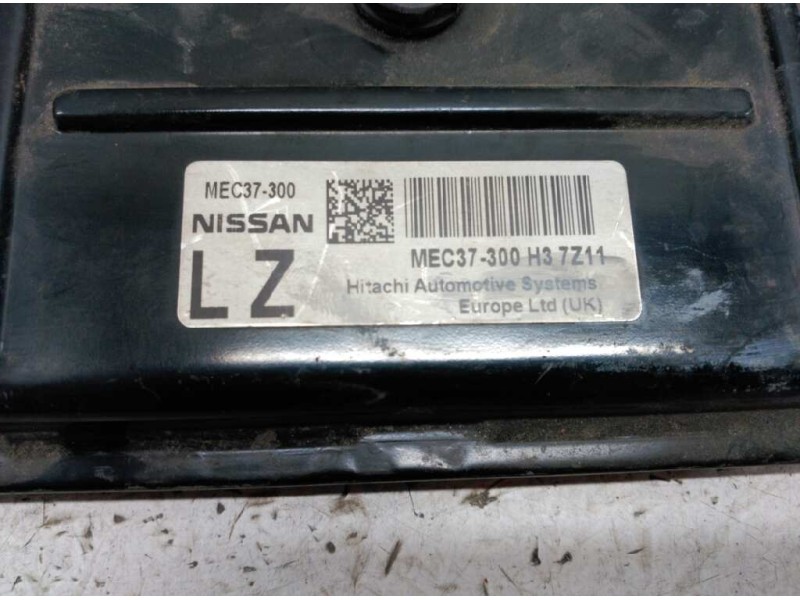 MEC37-300
NISSAN
LZ
MEC37-300 H3 7Z11
Hitachi Automotive Systems
Europe Ltd (UK)